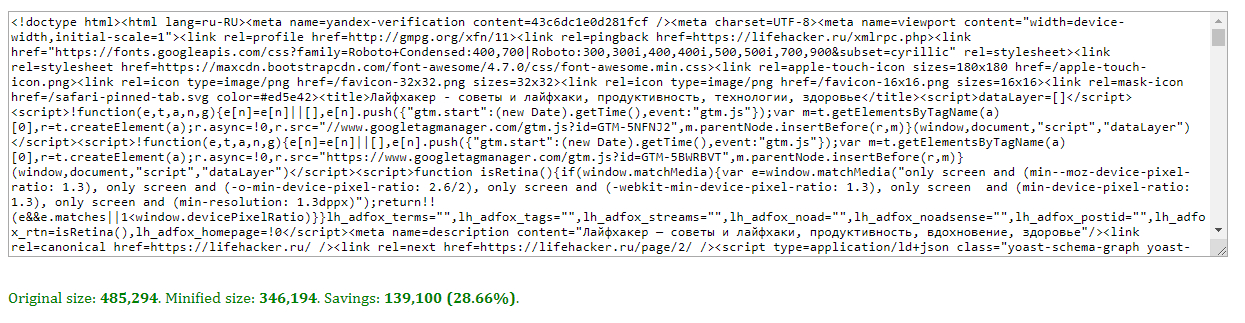 <!doctype html><html lang=ru-RU><meta name=yandex-verification content=43c6dc1e0d281fcf /><meta charset=UTF-8><meta name=viewport content="width=device-
width,initial-scale=1"><link rel=profile href=http://gmpg.org/xfn/11><link rel=pingback href=https://lifehacker.ru/xmlrpc.php><link
href="https://fonts.googleapis.com/css?family=Roboto+Condensed:400,700|Roboto:300,300i,400,400i,500,500i,700,900&subset=cyrillic" rel=stylesheet><link
rel=stylesheet href=https://maxcdn.bootstrapcdn.com/font-awesome/4.7.0/css/font-awesome.min.css><link rel=apple-touch-icon sizes=180x180 href=/apple-touch-
icon.png><link rel=icon type=image/png href=/favicon-32x32.png sizes=32x32><link rel=icon type=image/png href=/favicon-16x16.png sizes=16x16><link rel=mask-icon
href=/safari-pinned-tab.svg color=#ed5e42><title>Лайфхакер - советы и лайфхаки, продуктивность, технологии, здоровье</title><script>dataLayer=[]</script>
<script>!function(e,t,a,n,g){e[n]=e[n]||[],e[n].push({"gtm.start":(new Date).getTime(),event:"gtm.js"});var m=t.getElementsByTagName(a)
[0],r=t.createElement(a);r.async=!0,r.src="//www.googletagmanager.com/gtm.js?id=GTM-5NFNJ2",m.parentNode.insertBefore(r,m)}(window,document,"script","dataLayer")
</script><script>!function(e,t,a,n,g){e[n]=e[n]||[],e[n].push({"gtm.start":(new Date).getTime(),event:"gtm.js"});var m=t.getElementsByTagName(a)
[0],r=t.createElement(a);r.async=!0,r.src="https://www.googletagmanager.com/gtm.js?id=GTM-5BWRBVT",m.parentNode.insertBefore(r,m)}
(window,document,"script","dataLayer")</script><script>function isRetina(){if(window.matchMedia){var e=window.matchMedia("only screen and (min--moz-device-pixel-
ratio: 1.3), only screen and (-o-min-device-pixel-ratio: 2.6/2), only screen and (-webkit-min-device-pixel-ratio: 1.3), only screen  and (min-device-pixel-ratio:
1.3), only screen and (min-resolution: 1.3dppx)");return!!
(e&&e.matches||1<window.devicePixelRatio)}}lh_adfox_terms="",lh_adfox_tags="",lh_adfox_streams="",lh_adfox_noad="",lh_adfox_noadsense="",lh_adfox_postid="",lh_adfo
x_rtn=isRetina(),lh_adfox_homepage=!0</script><meta name=description content="Лайфхакер — советы и лайфхаки, продуктивность, вдохновение, здоровье"/><link
rel=canonical href=https://lifehacker.ru/ /><link rel=next href=https://lifehacker.ru/page/2/ /><script type=application/ld+json class="yoast-schema-graph yoast-
Original size: 485,294. Minified size: 346,194. Savings: 139,100 (28.66%).